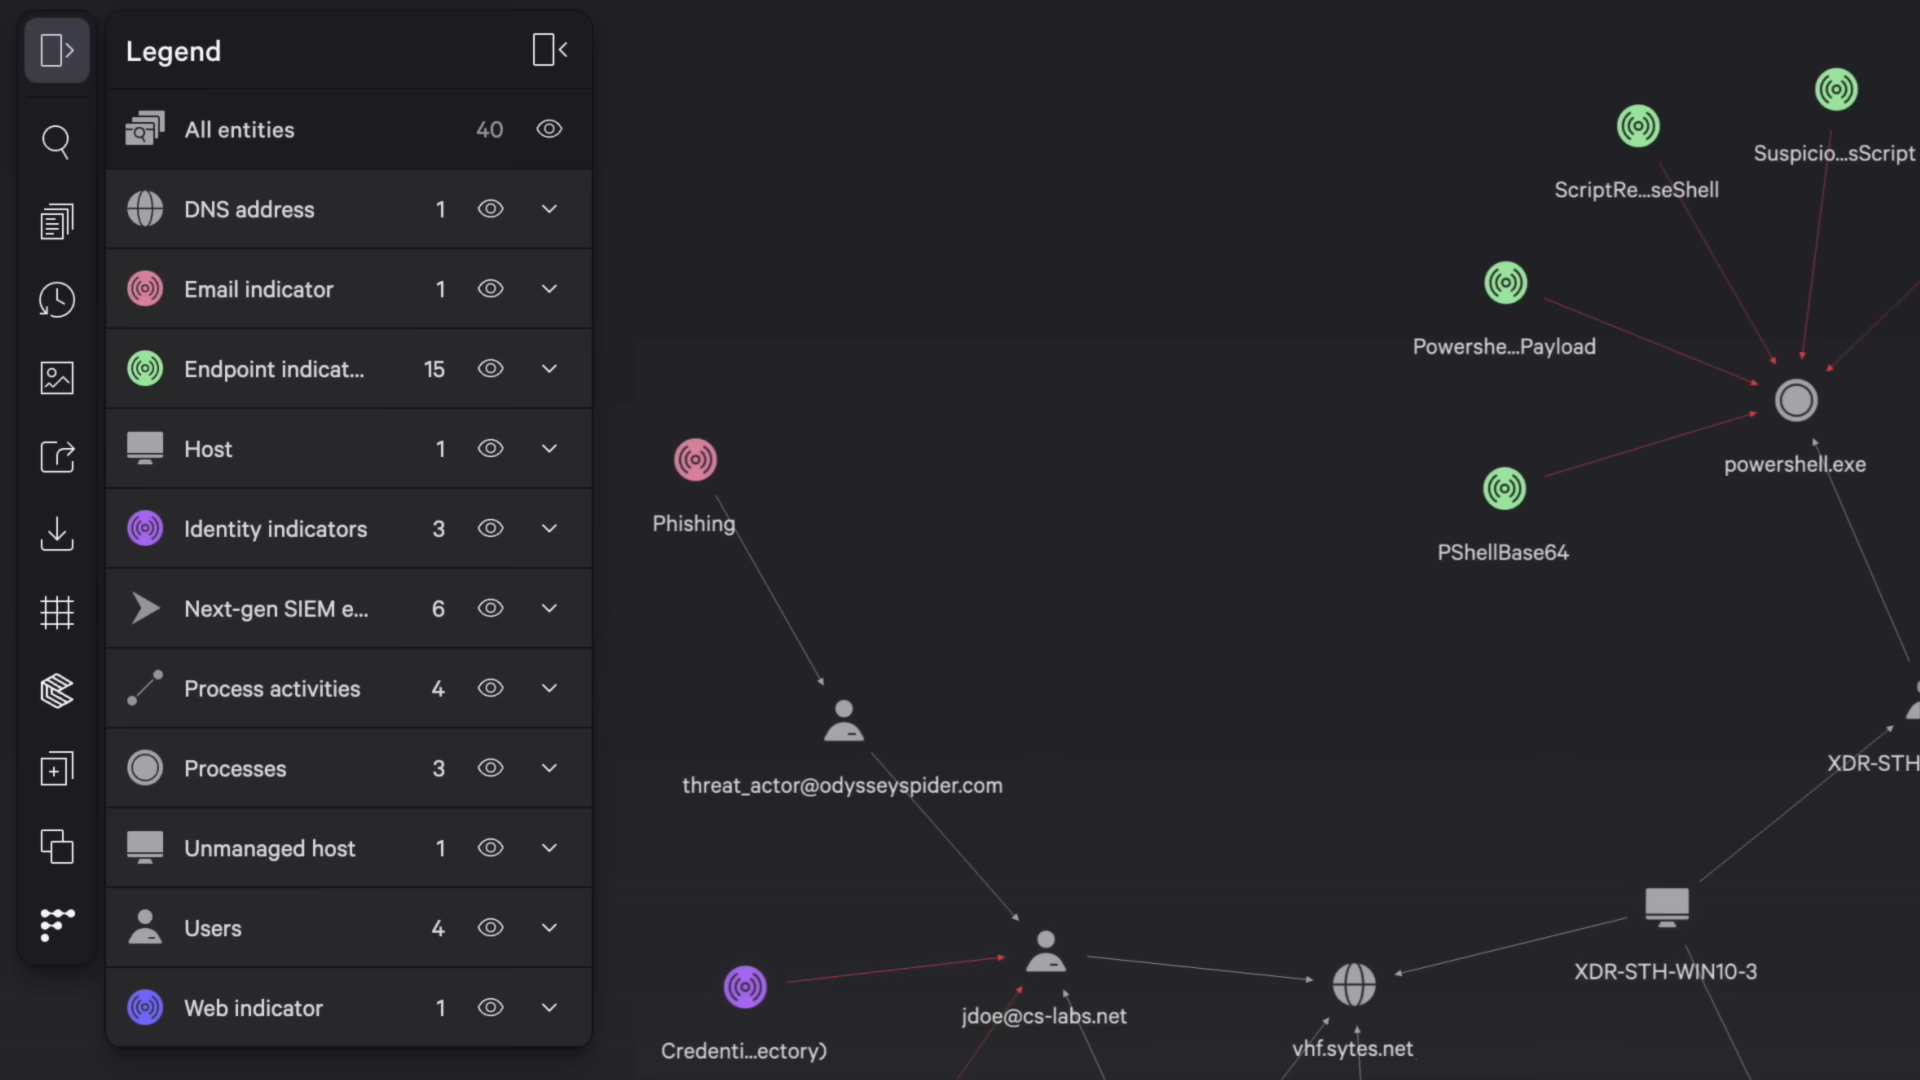 Legend
All entities 40
DNS address 1
Email indicator 1
Endpoint indicat... 15
Host 1
Identity indicators 3
Next-gen SIEM e... 6
Process activities 4
Processes 3
Unmanaged host 1
Users 4
Web indicator 1
Suspicio...sScript
ScriptRe...seShell
Powershe...Payload
powershell.exe
Phishing
PShellBase64
XDR-STH
threat_actor@odysseyspider.com
XDR-STH-WIN10-3
jdoe@cs-labs.net
vhf.sytes.net
Credenti...ectory)